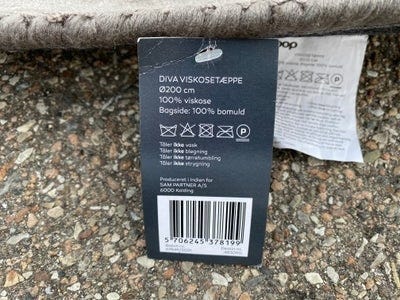 DIVA VISKOSETÆPPE
Ø200 cm
100% viskose
Bagside: 100% bomuld
P
Tåler ikke vask
Tåler ikke blegning
Tåler ikke tørretumbling
Tåler ikke strygning
Produceret i Indien for
SAM PARTNER A/S
6000 Kolding
5 706245 378199